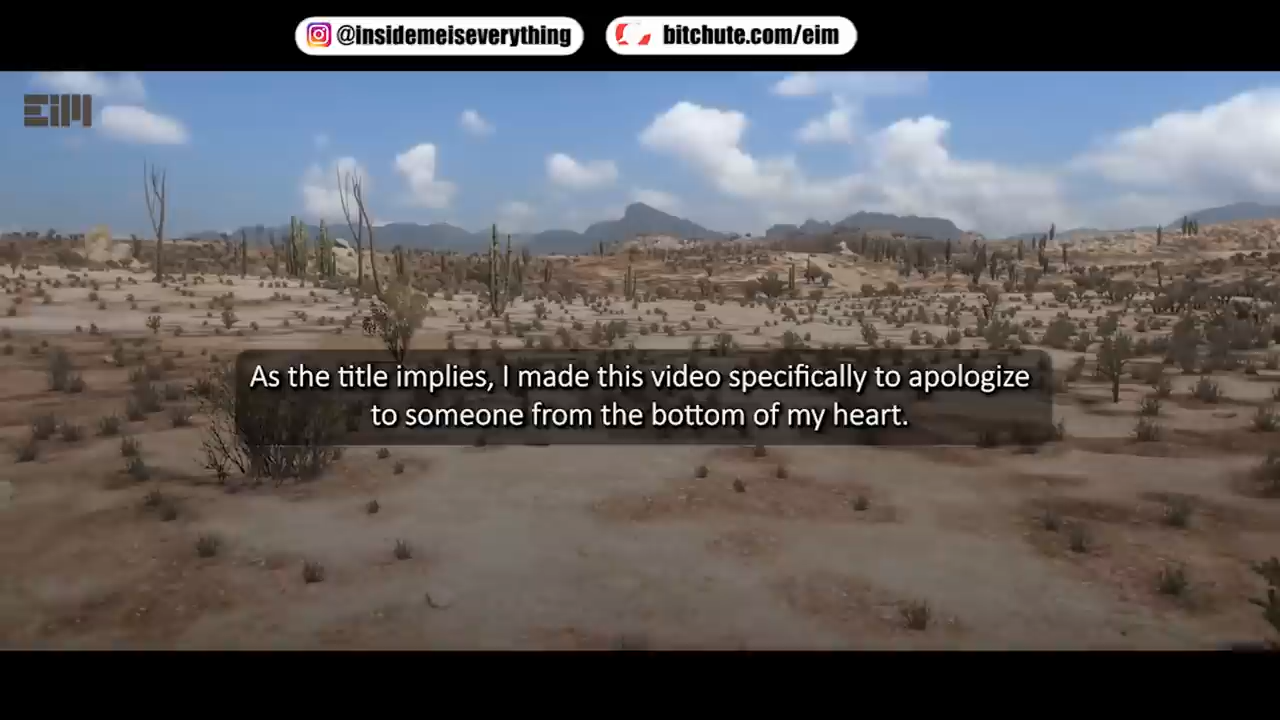 @insidemeiseverything
bitchute.com/eim
EiM
As the title implies, I made this video specifically to apologize
to someone from the bottom of my heart.